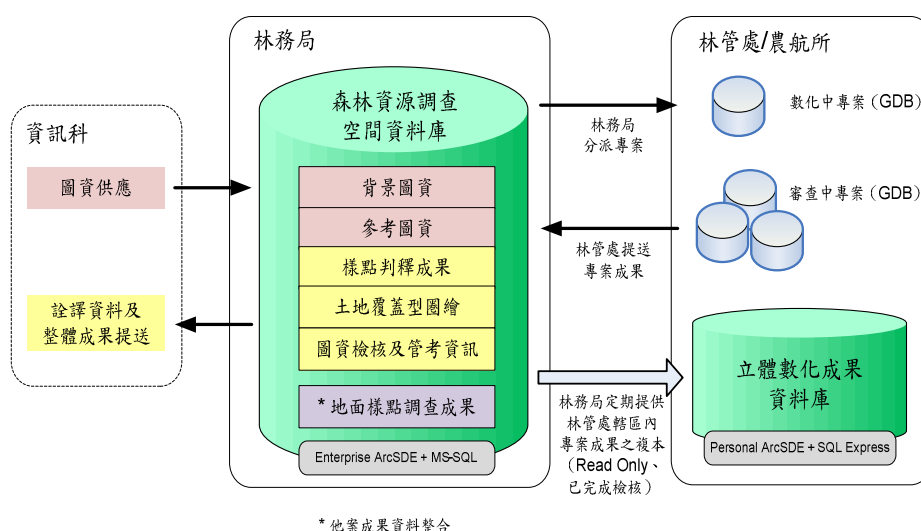 資訊科
圖資供應
詮譯資料及
整體成果提送
林務局
森林資源調查
空間資料庫
背景圖資
參考圖資
樣點判釋成果
土地覆蓋型圈繪
圖資檢核及管考資訊
* 地面樣點調查成果
Enterprise ArcSDE + MS-SQL
林務局
分派專案
林管處提送
專案成果
林務局定期提供
林管處轄區內
專案成果之複本
(Read Only、
已完成檢核)
林管處/農航所
數化中專案 (GDB)
審查中專案 (GDB)
立體數化成果
資料庫
Personal ArcSDE + SQL Express
* 他案成果資料整合